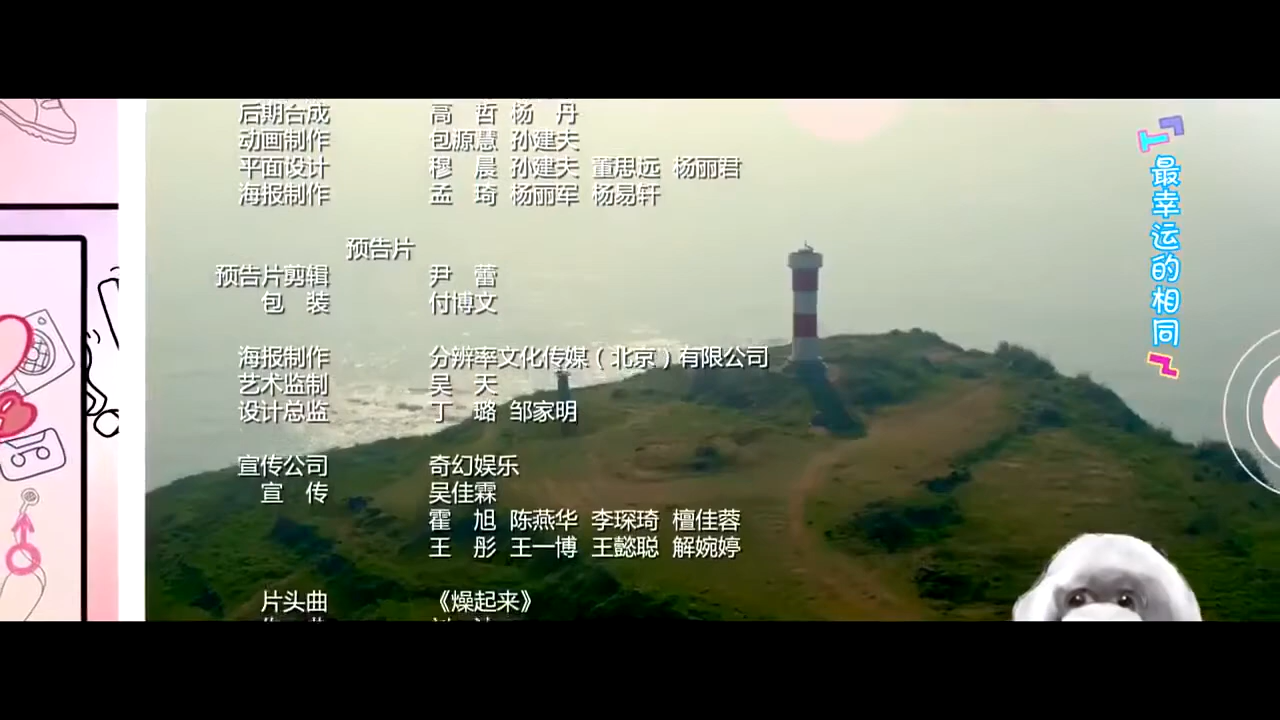 后期合成 高 哲 杨 丹
动画制作 包源慧 孙建夫
平面设计 穆 晨 孙建夫 董思远 杨丽君
海报制作 孟 琦 杨丽军 杨易轩
预告片
预告片剪辑 尹 蕾
包 装 付博文
海报制作 分辨率文化传媒（北京）有限公司
艺术监制 吴 天
设计总监 丁 璐 邹家明
宣传公司 奇幻娱乐
宣 传 吴佳霖
霍 旭 陈燕华 李琛琦 檀佳蓉
王 彤 王一博 王懿聪 解婉婷
片头曲 《燥起来》
最幸运的相同